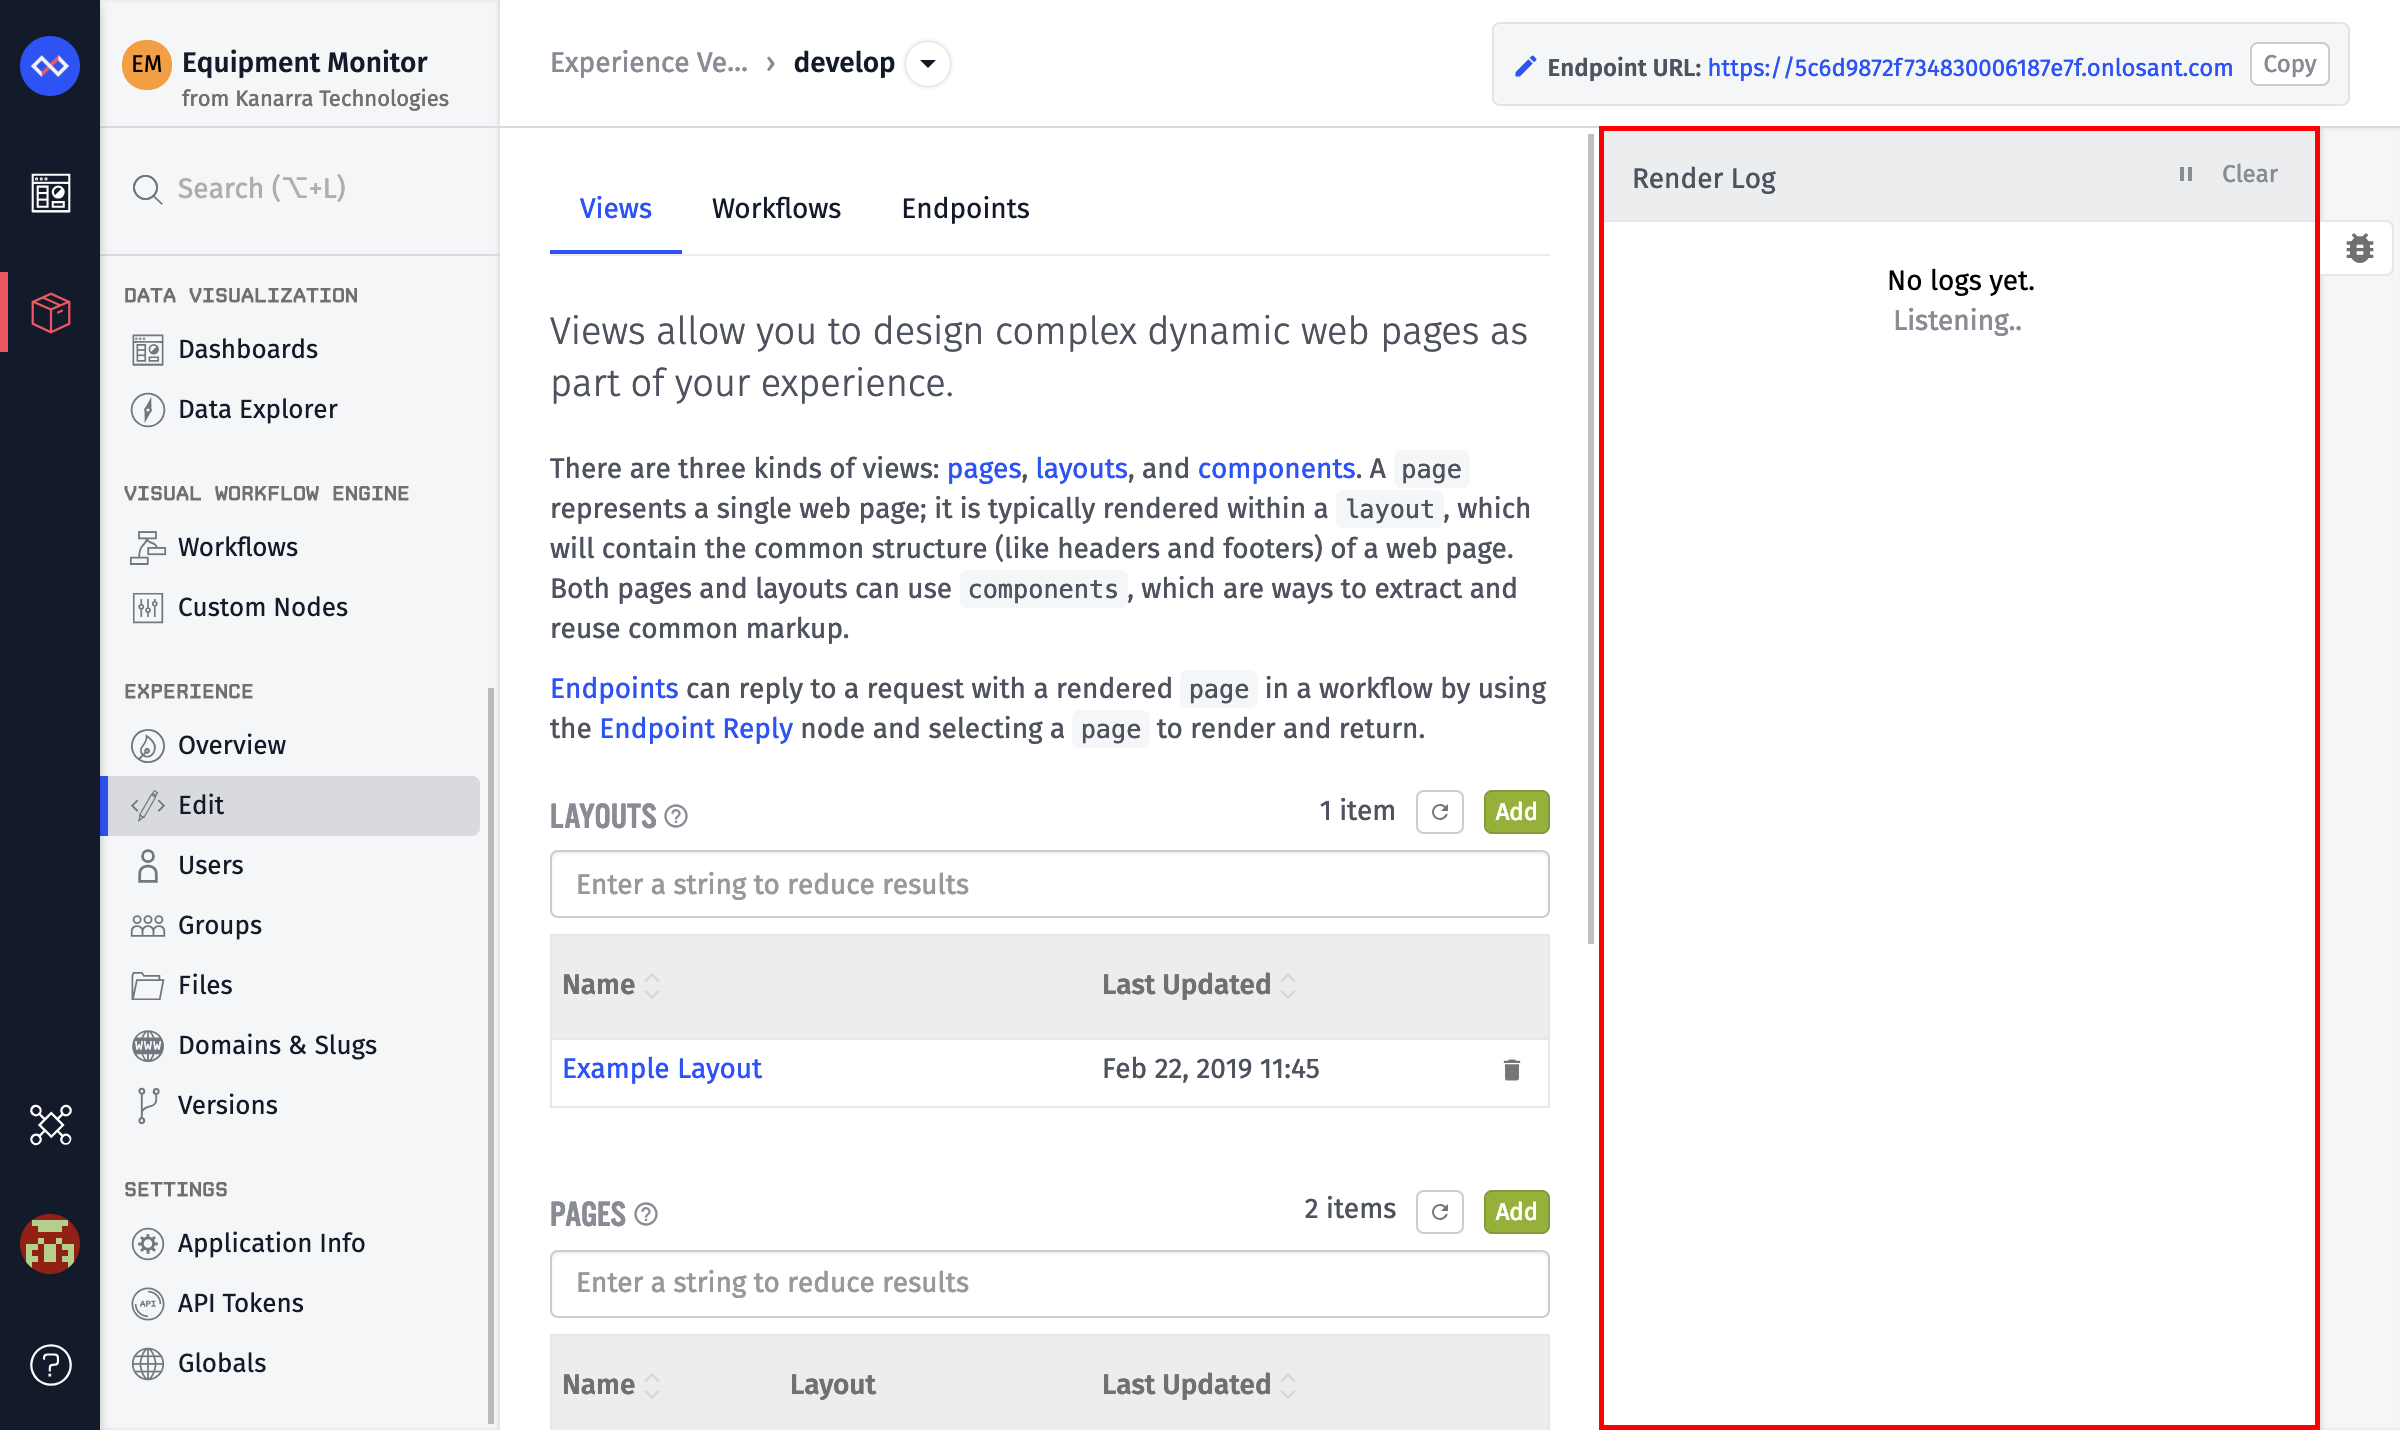 EM
Equipment Monitor
from Kanarra Technologies
Search (⌥+L)
DATA VISUALIZATION
Dashboards
Data Explorer
VISUAL WORKFLOW ENGINE
Workflows
Custom Nodes
EXPERIENCE
Overview
Edit
Users
Groups
Files
WWW
Domains & Slugs
Versions
SETTINGS
Application Info
API
API Tokens
Globals
Experience Ve... › develop
Endpoint URL: https://5c6d9872f734830006187e7f.onlosant.com
Copy
Views
Workflows
Endpoints
Views allow you to design complex dynamic web pages as
part of your experience.
There are three kinds of views: pages, layouts, and components. A page
represents a single web page; it is typically rendered within a layout, which
will contain the common structure (like headers and footers) of a web page.
Both pages and layouts can use components, which are ways to extract and
reuse common markup.
Endpoints can reply to a request with a rendered page in a workflow by using
the Endpoint Reply node and selecting a page to render and return.
LAYOUTS ?
1 item
Add
Enter a string to reduce results
Name
Last Updated
Example Layout
Feb 22, 2019 11:45
PAGES ?
2 items
Add
Enter a string to reduce results
Name
Layout
Last Updated
Render Log
Clear
No logs yet.
Listening..
?